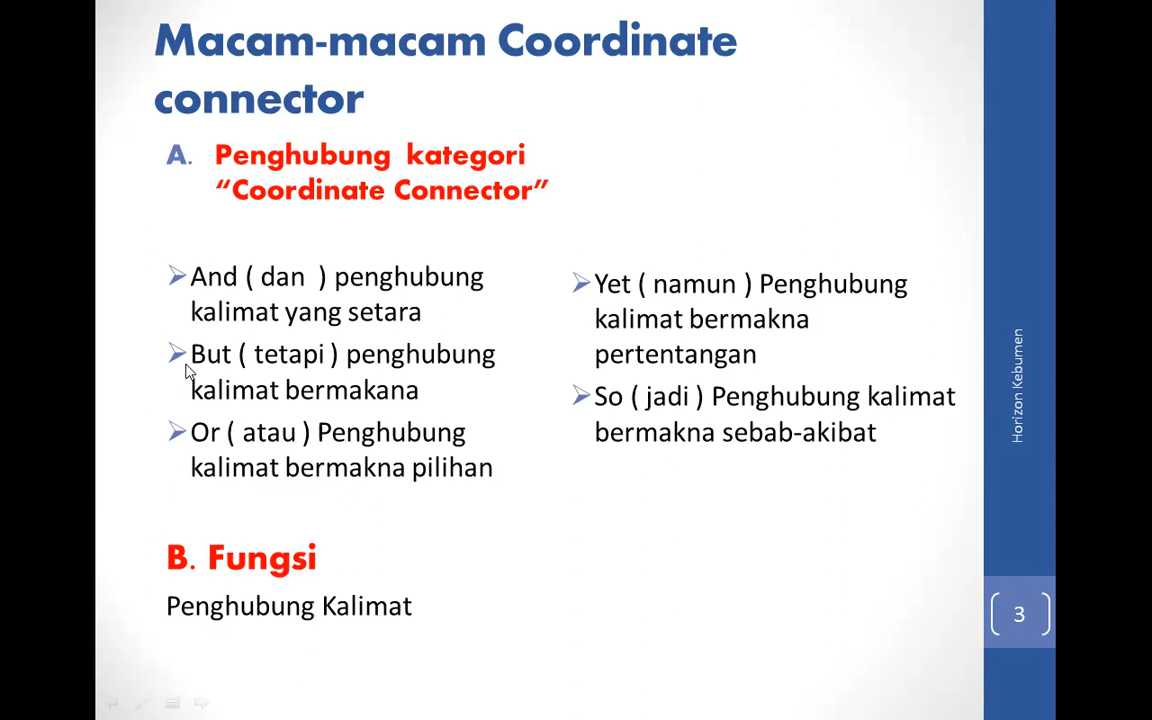 Macam-macam Coordinate
connector
A. Penghubung kategori
“Coordinate Connector”
And ( dan ) penghubung
kalimat yang setara
But ( tetapi ) penghubung
kalimat bermakana
Or ( atau ) Penghubung
kalimat bermakna pilihan
Yet ( namun ) Penghubung
kalimat bermakna
pertentangan
So ( jadi ) Penghubung kalimat
bermakna sebab-akibat
B. Fungsi
Penghubung Kalimat
Horizon Kebumen
3